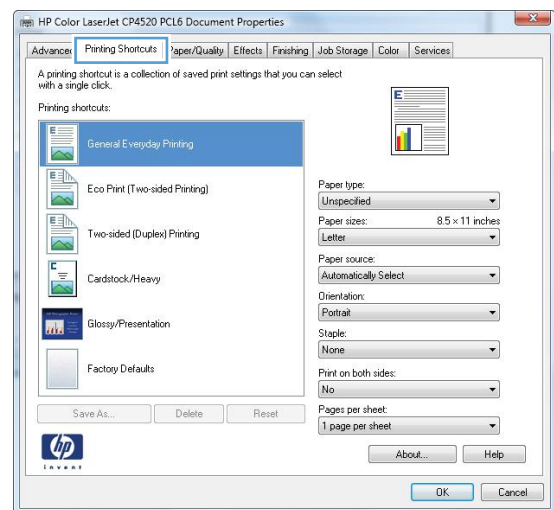 HP Color LaserJet CP4520 PCL6 Document Properties
Advanced Printing Shortcuts Paper/Quality Effects Finishing Job Storage Color Services
A printing shortcut is a collection of saved print settings that you can select
with a single click.
Printing shortcuts:
E
General Everyday Printing
E
Eco Print (Two-sided Printing)
E
Two-sided (Duplex) Printing
Cardstock/Heavy
Glossy/Presentation
Factory Defaults
Save As... Delete Reset
hp
invent
E
Paper type:
Unspecified
Paper sizes: 8.5 × 11 inches
Letter
Paper source:
Automatically Select
Orientation:
Portrait
Staple:
None
Print on both sides:
No
Pages per sheet:
1 page per sheet
About... Help
OK Cancel